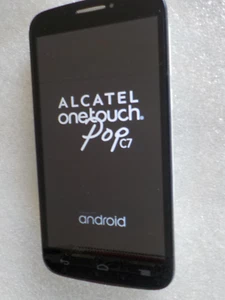 ALCATEL
onetouch®
Pop C7
android